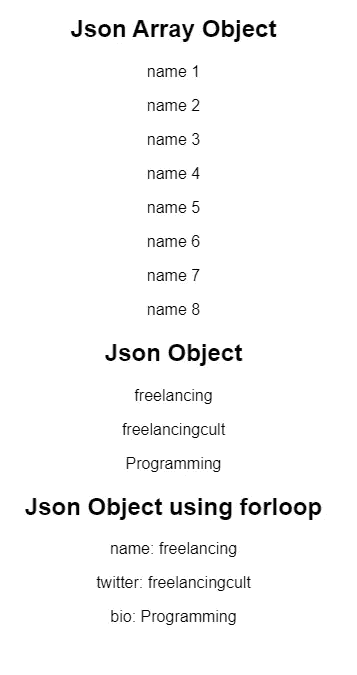 Json Array Object
name 1
name 2
name 3
name 4
name 5
name 6
name 7
name 8
Json Object
freelancing
freelancingcult
Programming
Json Object using forloop
name: freelancing
twitter: freelancingcult
bio: Programming